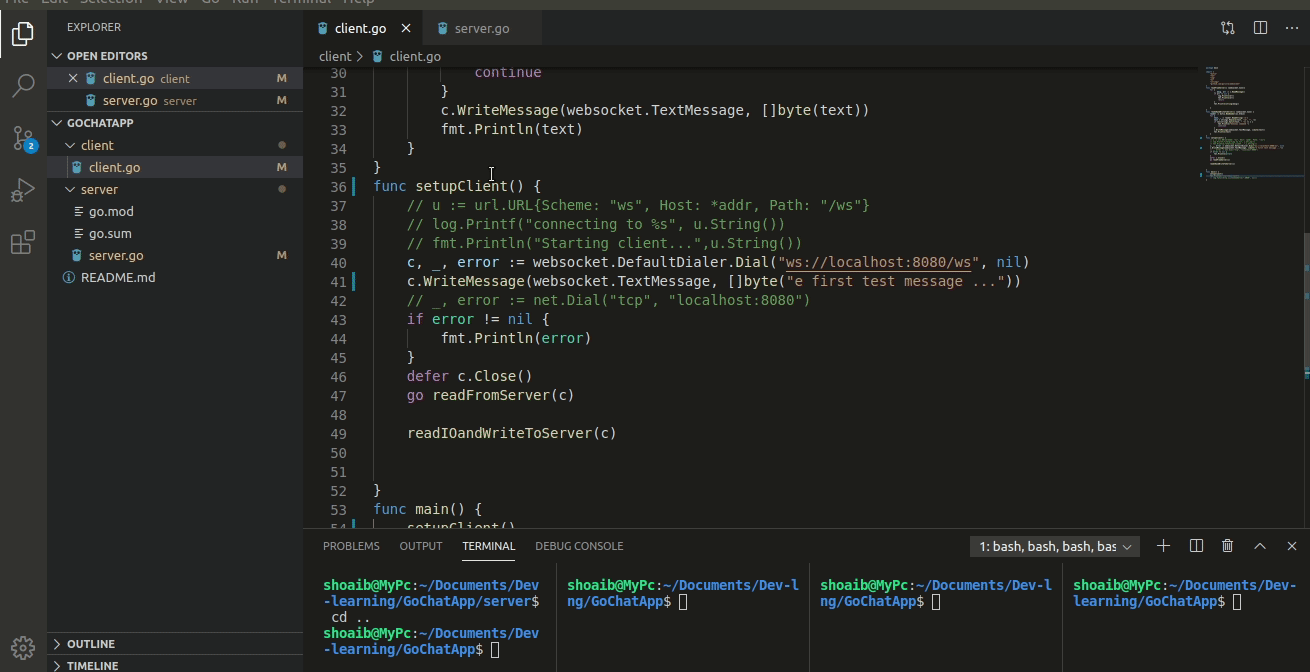 File Edit Selection View Go Run Terminal Help
EXPLORER
OPEN EDITORS
client.go client M
server.go server M
GOCHATAPP
client
client.go M
server
go.mod
go.sum
server.go M
README.md
OUTLINE
TIMELINE
2
client.go
server.go
client > client.go
30 continue
31 }
32 c.WriteMessage(websocket.TextMessage, []byte(text))
33 fmt.Println(text)
34 }
35 }
36 func setupClient() {
37 // u := url.URL{Scheme: "ws", Host: *addr, Path: "/ws"}
38 // log.Printf("connecting to %s", u.String())
39 // fmt.Println("Starting client...",u.String())
40 c, _, error := websocket.DefaultDialer.Dial("ws://localhost:8080/ws", nil)
41 c.WriteMessage(websocket.TextMessage, []byte("e first test message ..."))
42 // _, error := net.Dial("tcp", "localhost:8080")
43 if error != nil {
44 fmt.Println(error)
45 }
46 defer c.Close()
47 go readFromServer(c)
48
49 readIOandWriteToServer(c)
50
51
52 }
53 func main() {
54 setupClient()
PROBLEMS OUTPUT TERMINAL DEBUG CONSOLE
1: bash, bash, bash, bas
shoaib@MyPc:~/Documents/Dev
-learning/GoChatApp/server$
cd ..
shoaib@MyPc:~/Documents/Dev
-learning/GoChatApp$
shoaib@MyPc:~/Documents/Dev-l
ng/GoChatApp$
shoaib@MyPc:~/Documents/Dev-l
ng/GoChatApp$
shoaib@MyPc:~/Documents/Dev-
learning/GoChatApp$